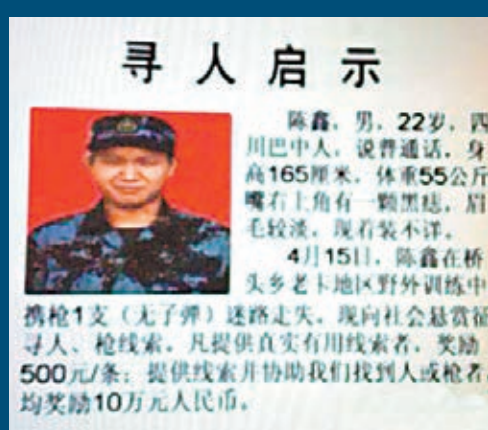 寻人启示
陈鑫，男，22岁，四
川巴中人，说普通话，身
高165厘米，体重55公斤
嘴右上角有一颗黑痣，眉
毛较淡，现着装不详。
4月15日，陈鑫在桥
头乡老卡地区野外训练中
携枪1支（无子弹）迷路走失，现向社会悬赏征
寻人、枪线索，凡提供真实有用线索者，奖励
500元/条；提供线索并协助我们找到人或枪者，
均奖励10万元人民币。